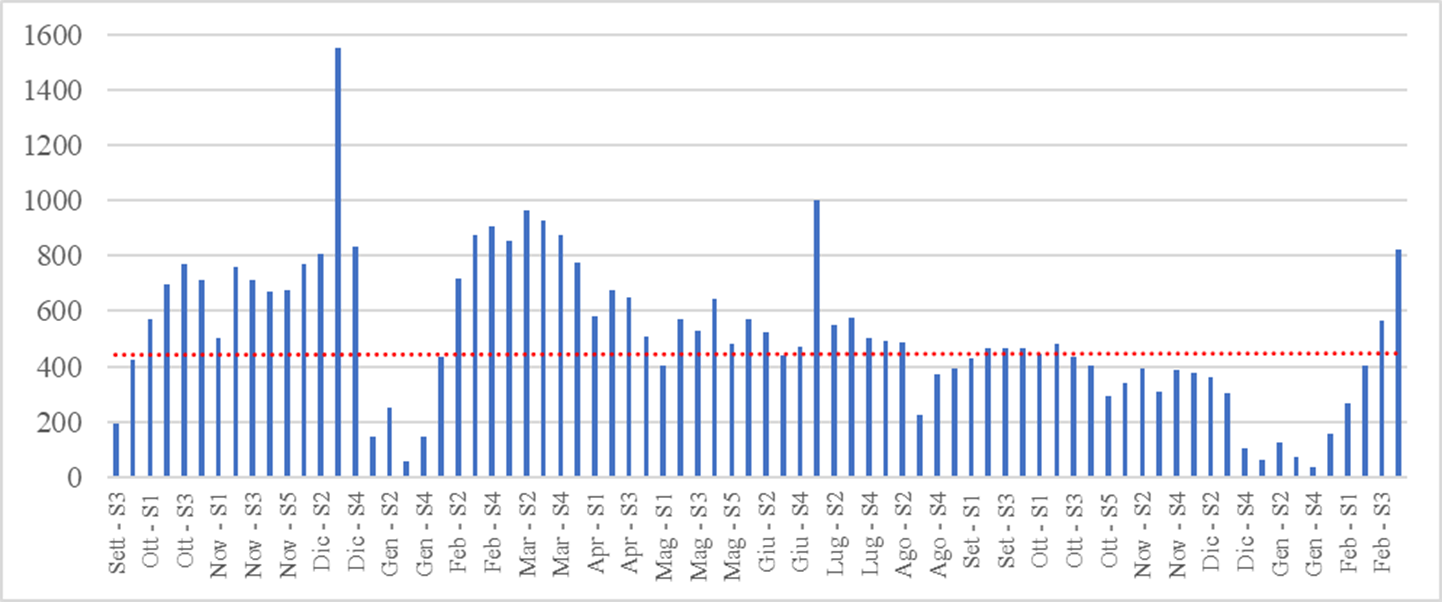 1600
1400
1200
1000
800
600
400
200
0
Sett - S3
Ott - S1
Ott - S3
Nov - S1
Nov - S3
Nov - S5
Dic - S2
Dic - S4
Gen - S2
Gen - S4
Feb - S2
Feb - S4
Mar - S2
Mar - S4
Apr - S1
Apr - S3
Mag - S1
Mag - S3
Mag - S5
Giu - S2
Giu - S4
Lug - S2
Lug - S4
Ago - S2
Ago - S4
Set - S1
Set - S3
Ott - S1
Ott - S3
Ott - S5
Nov - S2
Nov - S4
Dic - S2
Dic - S4
Gen - S2
Gen - S4
Feb - S1
Feb - S3